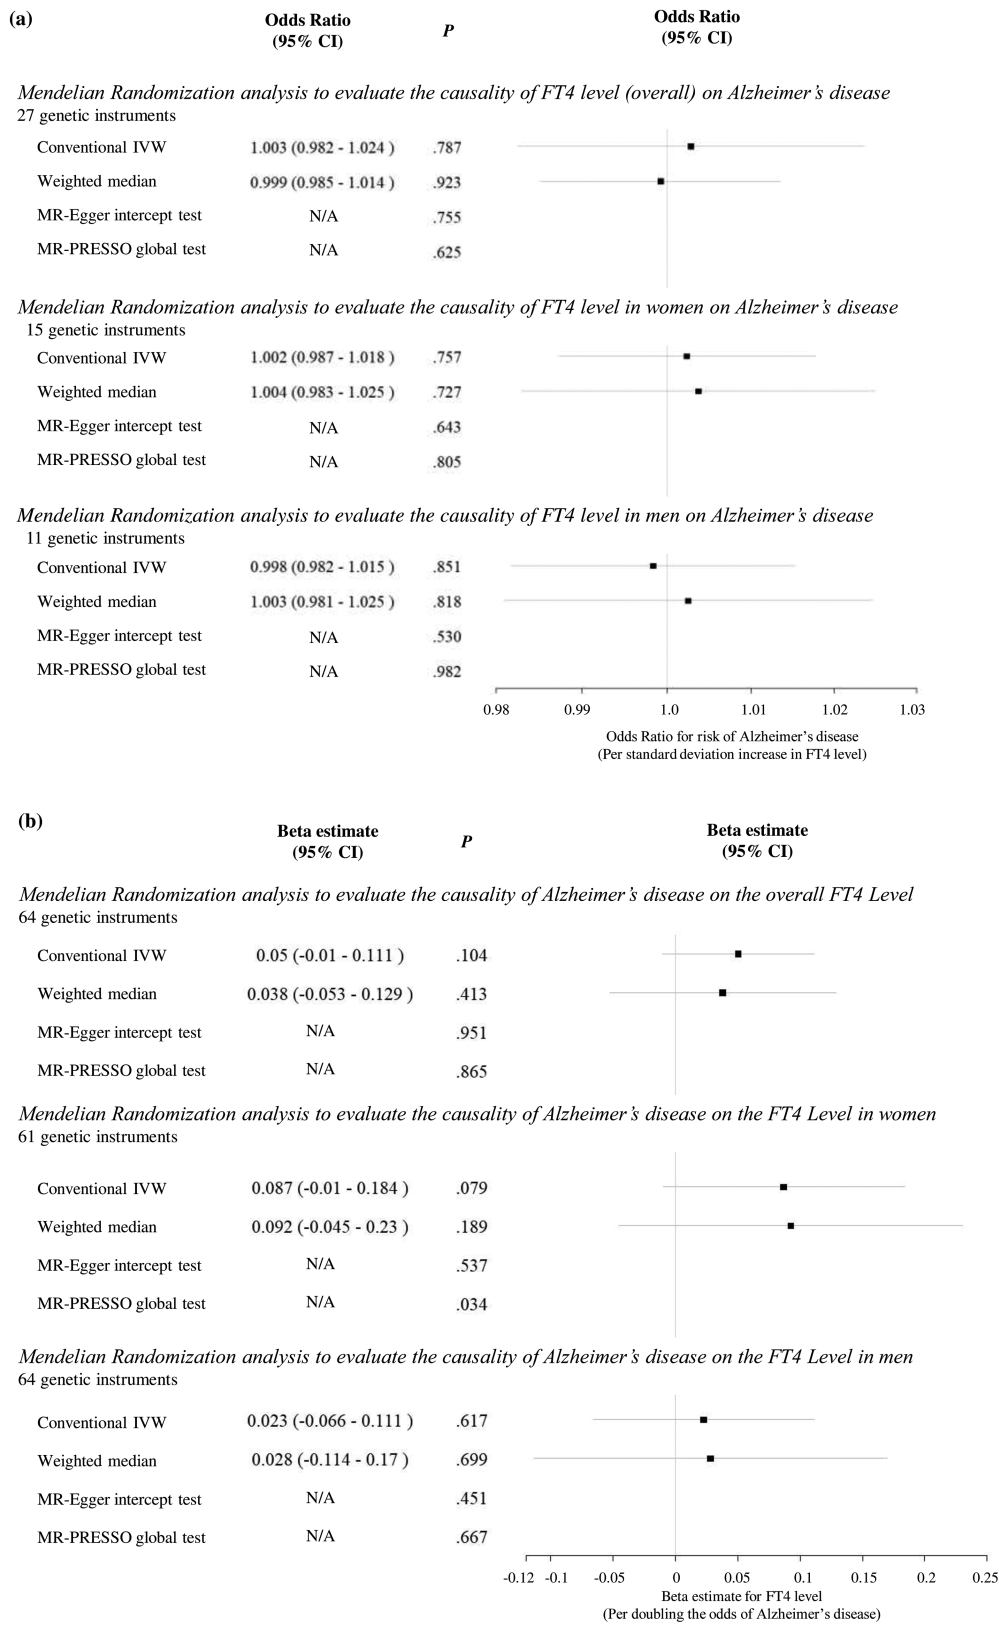 (a)
Odds Ratio
(95% CI)
P
Odds Ratio
(95% CI)
Mendelian Randomization analysis to evaluate the causality of FT4 level (overall) on Alzheimer's disease
27 genetic instruments
Conventional IVW 1.003 (0.982 - 1.024 ) .787
Weighted median 0.999 (0.985 - 1.014 ) .923
MR-Egger intercept test N/A .755
MR-PRESSO global test N/A .625
Mendelian Randomization analysis to evaluate the causality of FT4 level in women on Alzheimer's disease
15 genetic instruments
Conventional IVW 1.002 (0.987 - 1.018 ) .757
Weighted median 1.004 (0.983 - 1.025 ) .727
MR-Egger intercept test N/A .643
MR-PRESSO global test N/A .805
Mendelian Randomization analysis to evaluate the causality of FT4 level in men on Alzheimer's disease
11 genetic instruments
Conventional IVW 0.998 (0.982 - 1.015 ) .851
Weighted median 1.003 (0.981 - 1.025 ) .818
MR-Egger intercept test N/A .530
MR-PRESSO global test N/A .982
0.98 0.99 1.0 1.01 1.02 1.03
Odds Ratio for risk of Alzheimer's disease
(Per standard deviation increase in FT4 level)
(b)
Beta estimate
(95% CI)
P
Beta estimate
(95% CI)
Mendelian Randomization analysis to evaluate the causality of Alzheimer's disease on the overall FT4 Level
64 genetic instruments
Conventional IVW 0.05 (-0.01 - 0.111 ) .104
Weighted median 0.038 (-0.053 - 0.129 ) .413
MR-Egger intercept test N/A .951
MR-PRESSO global test N/A .865
Mendelian Randomization analysis to evaluate the causality of Alzheimer's disease on the FT4 Level in women
61 genetic instruments
Conventional IVW 0.087 (-0.01 - 0.184 ) .079
Weighted median 0.092 (-0.045 - 0.23 ) .189
MR-Egger intercept test N/A .537
MR-PRESSO global test N/A .034
Mendelian Randomization analysis to evaluate the causality of Alzheimer's disease on the FT4 Level in men
64 genetic instruments
Conventional IVW 0.023 (-0.066 - 0.111 ) .617
Weighted median 0.028 (-0.114 - 0.17 ) .699
MR-Egger intercept test N/A .451
MR-PRESSO global test N/A .667
-0.12 -0.1 -0.05 0 0.05 0.1 0.15 0.2 0.25
Beta estimate for FT4 level
(Per doubling the odds of Alzheimer's disease)